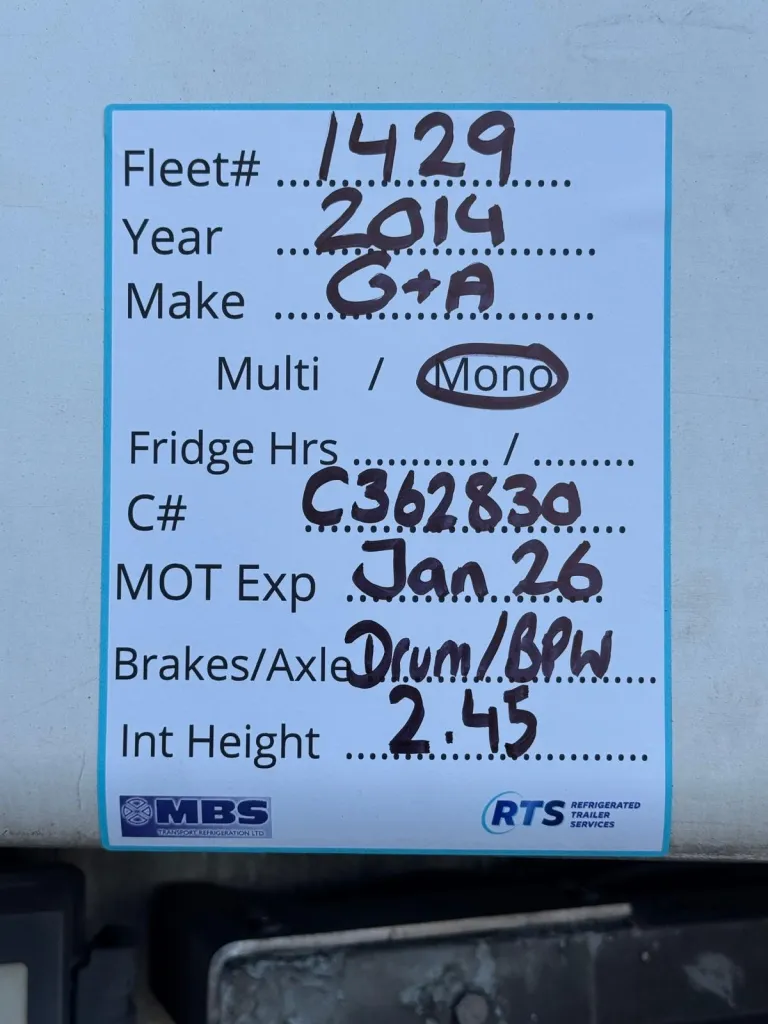 Fleet# 1429
Year 2014
Make G+A
Multi / Mono
Fridge Hrs ............ / .........
C# C362830
MOT Exp Jan 26
Brakes/Axle Drum/BPW
Int Height 2.45
MBS
TRANSPORT REFRIGERATION LTD
RTS REFRIGERATED
TRAILER
SERVICES